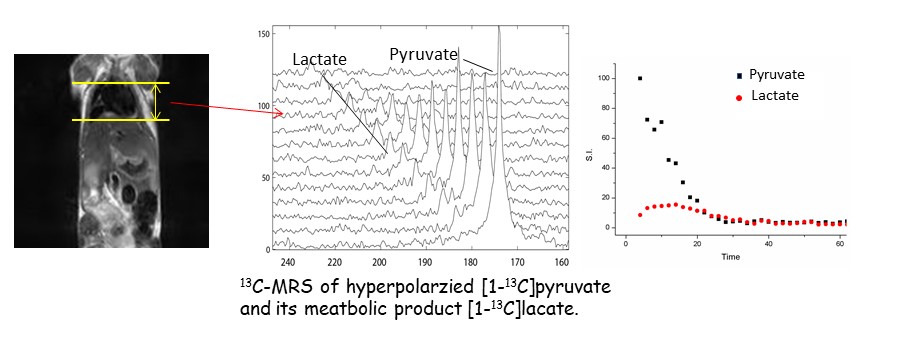 150
100
50
0
Lactate
Pyruvate
240
220
200
190
180
170
160
100
80
60
40
20
0
S.I.
Pyruvate
Lactate
0
20
40
60
Time
13C-MRS of hyperpolarzied [1-13C]pyruvate
and its meatbolic product [1-13C]lacate.